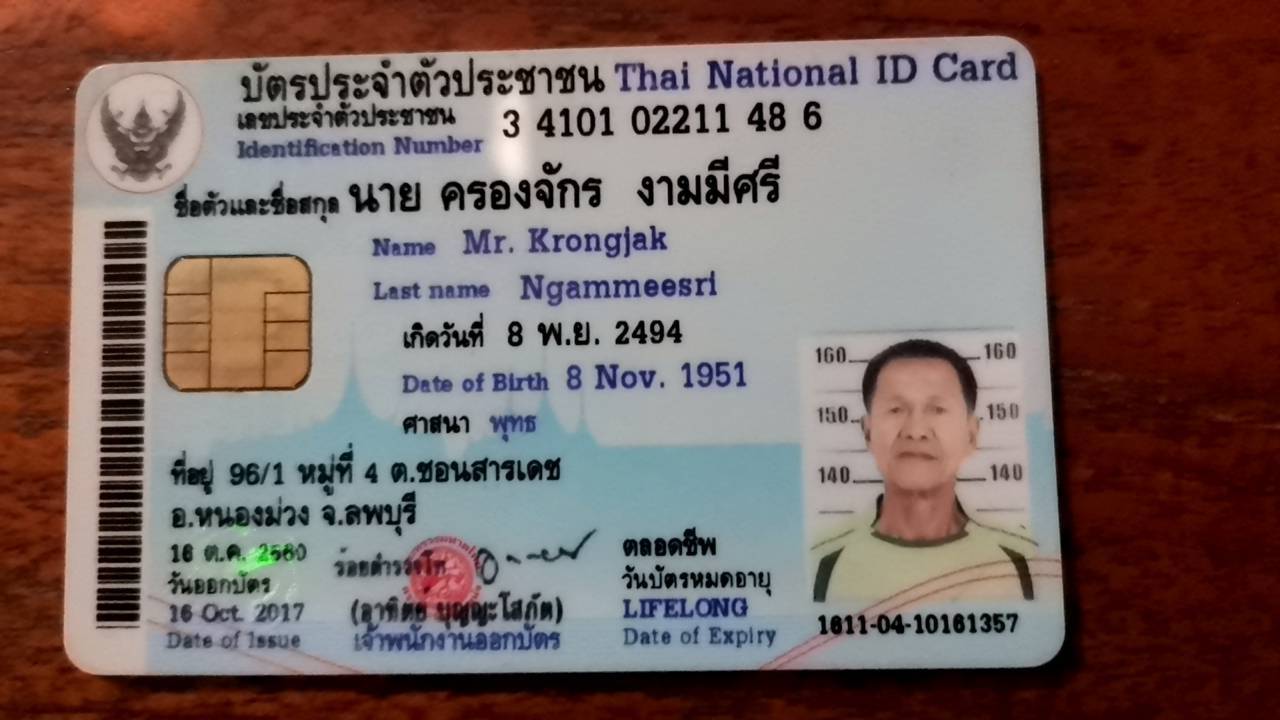 บัตรประจำตัวประชาชน Thai National ID Card
เลขประจำตัวประชาชน 3 4101 02211 48 6
Identification Number
ชื่อตัวและชื่อสกุล นาย ครองจักร งามมีศรี
Name Mr. Krongjak
Last name Ngammeesri
เกิดวันที่ 8 พ.ย. 2494
Date of Birth 8 Nov. 1951
ศาสนา พุทธ
ที่อยู่ 96/1 หมู่ที่ 4 ต.ชอนสารเดช
อ.หนองม่วง จ.ลพบุรี
16 ต.ค. 2560
วันออกบัตร
16 Oct. 2017
Date of Issue
ร้อยตำรวจโท
(อาทิตย์ บุญญะโสภัต)
เจ้าพนักงานออกบัตร
ตลอดชีพ
วันบัตรหมดอายุ
LIFELONG
Date of Expiry
160 160
150 150
140 140
1611-04-10161357